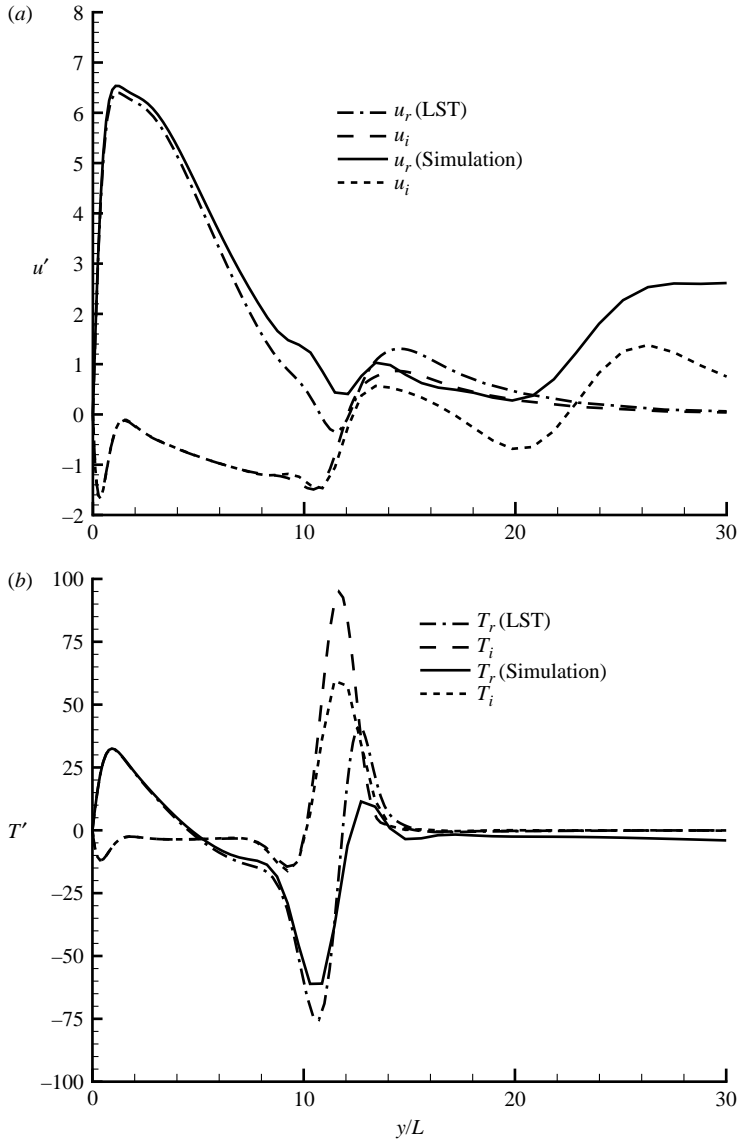 (a)
8
7
6
5
4
3
2
1
0
–1
–2
u′
u_r (LST)
u_i
u_r (Simulation)
u_i
0
10
20
30
(b)
100
75
50
25
0
–25
–50
–75
–100
T′
T_r (LST)
T_i
T_r (Simulation)
T_i
0
10
20
30
y/L